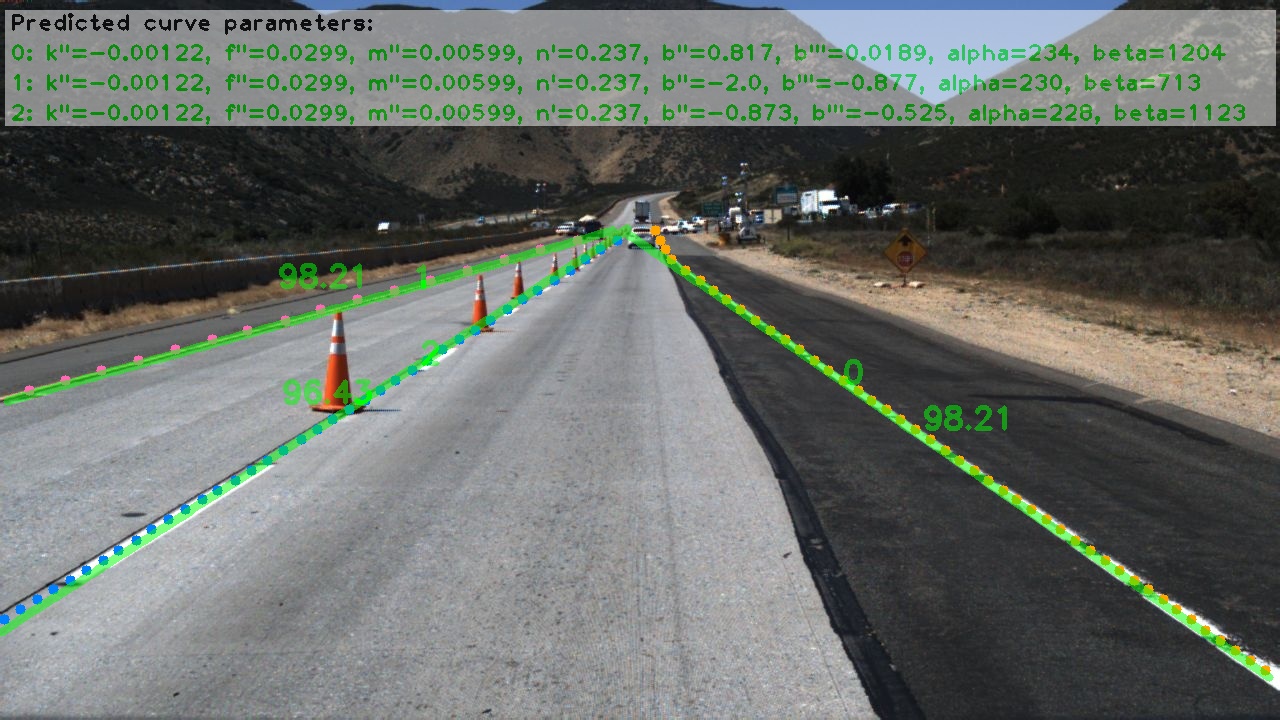 Predicted curve parameters:
0: k''=-0.00122, f''=0.0299, m''=0.00599, n'=0.237, b''=0.817, b'''=0.0189, alpha=234, beta=1204
1: k''=-0.00122, f''=0.0299, m''=0.00599, n'=0.237, b''=-2.0, b'''=-0.877, alpha=230, beta=713
2: k''=-0.00122, f''=0.0299, m''=0.00599, n'=0.237, b''=-0.873, b'''=-0.525, alpha=228, beta=1123
98.21 1
2
0
96.43
98.21